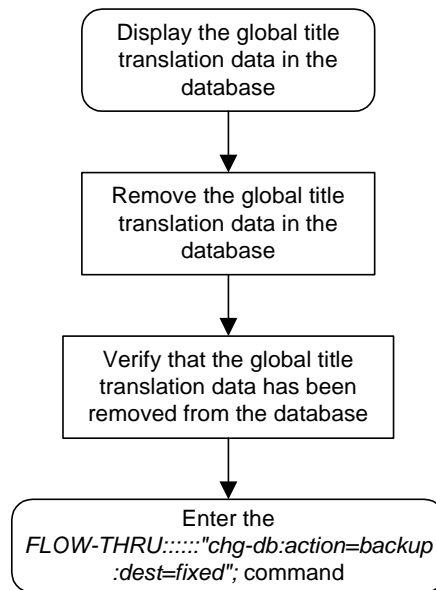 Display the global title
translation data in the
database
Remove the global title
translation data in the
database
Verify that the global title
translation data has been
removed from the database
Enter the
FLOW-THRU::::::"chg-db:action=backup
:dest=fixed"; command